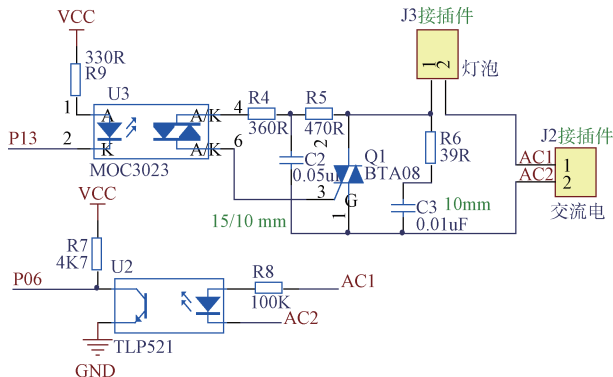 VCC
330R
R9
U3
1
A
A/K
4
P13
2
K
A/K
6
MOC3023
R4
360R
R5
470R
C2
0.05u
2
Q1
BTA08
3
G
1
15/10 mm
R6
39R
C3
10mm
0.01uF
J3接插件
1
2
灯泡
J2接插件
AC1
1
AC2
2
交流电
VCC
R7
4K7
P06
U2
R8
100K
AC1
AC2
TLP521
GND